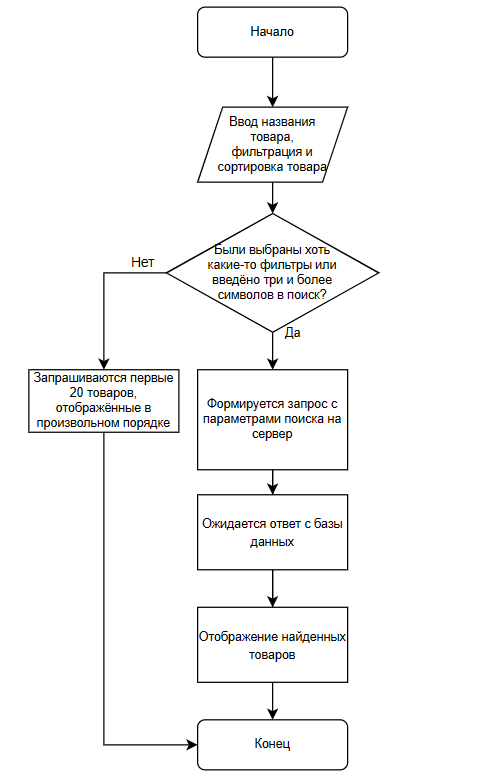 Начало
Ввод названия
товара,
фильтрация и
сортировка товара
Были выбраны хоть
какие-то фильтры или
введёно три и более
символов в поиск?
Нет
Да
Запрашиваются первые
20 товаров,
отображённые в
произвольном порядке
Формируется запрос с
параметрами поиска на
сервер
Ожидается ответ с базы
данных
Отображение найденных
товаров
Конец